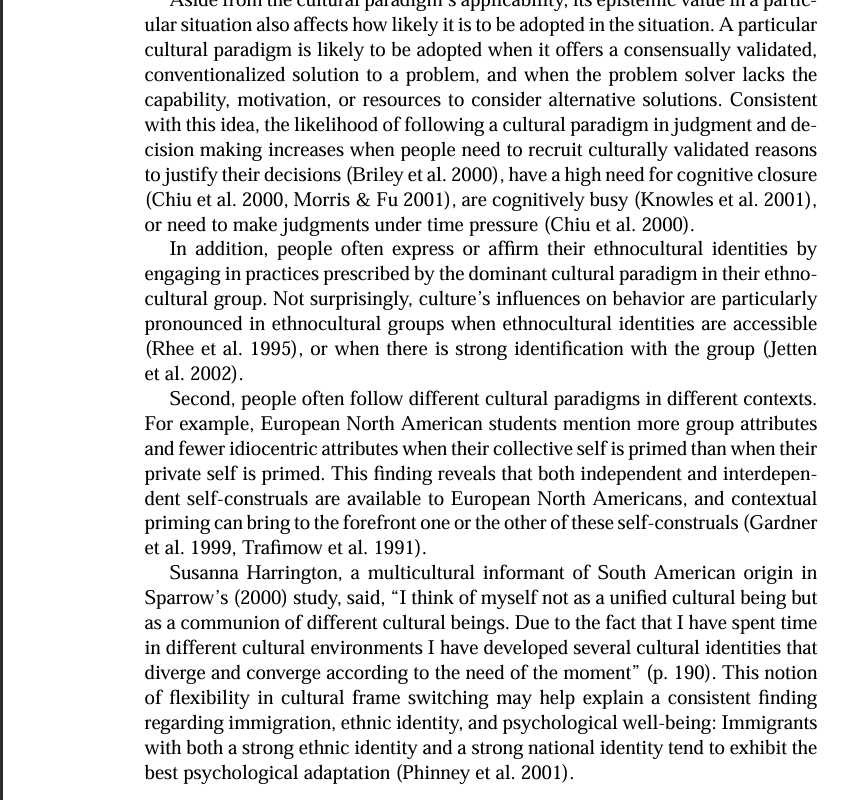 Aside from the cultural paradigm's applicability, its epistemic value in a partic-
ular situation also affects how likely it is to be adopted in the situation. A particular
cultural paradigm is likely to be adopted when it offers a consensually validated,
conventionalized solution to a problem, and when the problem solver lacks the
capability, motivation, or resources to consider alternative solutions. Consistent
with this idea, the likelihood of following a cultural paradigm in judgment and de-
cision making increases when people need to recruit culturally validated reasons
to justify their decisions (Briley et al. 2000), have a high need for cognitive closure
(Chiu et al. 2000, Morris & Fu 2001), are cognitively busy (Knowles et al. 2001),
or need to make judgments under time pressure (Chiu et al. 2000).
In addition, people often express or affirm their ethnocultural identities by
engaging in practices prescribed by the dominant cultural paradigm in their ethno-
cultural group. Not surprisingly, culture's influences on behavior are particularly
pronounced in ethnocultural groups when ethnocultural identities are accessible
(Rhee et al. 1995), or when there is strong identification with the group (Jetten
et al. 2002).
Second, people often follow different cultural paradigms in different contexts.
For example, European North American students mention more group attributes
and fewer idiocentric attributes when their collective self is primed than when their
private self is primed. This finding reveals that both independent and interdepen-
dent self-construals are available to European North Americans, and contextual
priming can bring to the forefront one or the other of these self-construals (Gardner
et al. 1999, Trafimow et al. 1991).
Susanna Harrington, a multicultural informant of South American origin in
Sparrow's (2000) study, said, “I think of myself not as a unified cultural being but
as a communion of different cultural beings. Due to the fact that I have spent time
in different cultural environments I have developed several cultural identities that
diverge and converge according to the need of the moment” (p. 190). This notion
of flexibility in cultural frame switching may help explain a consistent finding
regarding immigration, ethnic identity, and psychological well-being: Immigrants
with both a strong ethnic identity and a strong national identity tend to exhibit the
best psychological adaptation (Phinney et al. 2001).